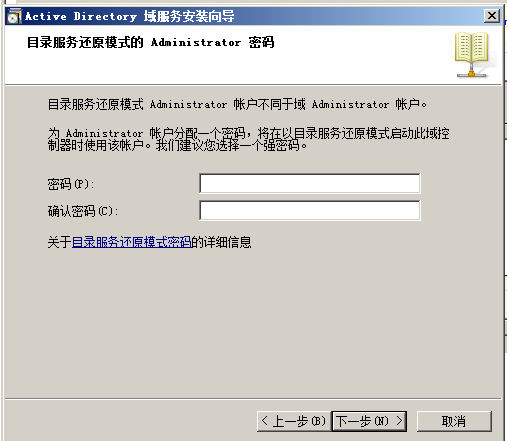 Active Directory 域服务安装向导
目录服务还原模式的 Administrator 密码
目录服务还原模式 Administrator 帐户不同于域 Administrator 帐户。
为 Administrator 帐户分配一个密码，将在以目录服务还原模式启动此域控
制器时使用该帐户。我们建议您选择一个强密码。
密码(P):
确认密码(C):
关于目录服务还原模式密码的详细信息
< 上一步(B) 下一步(N) > 取消